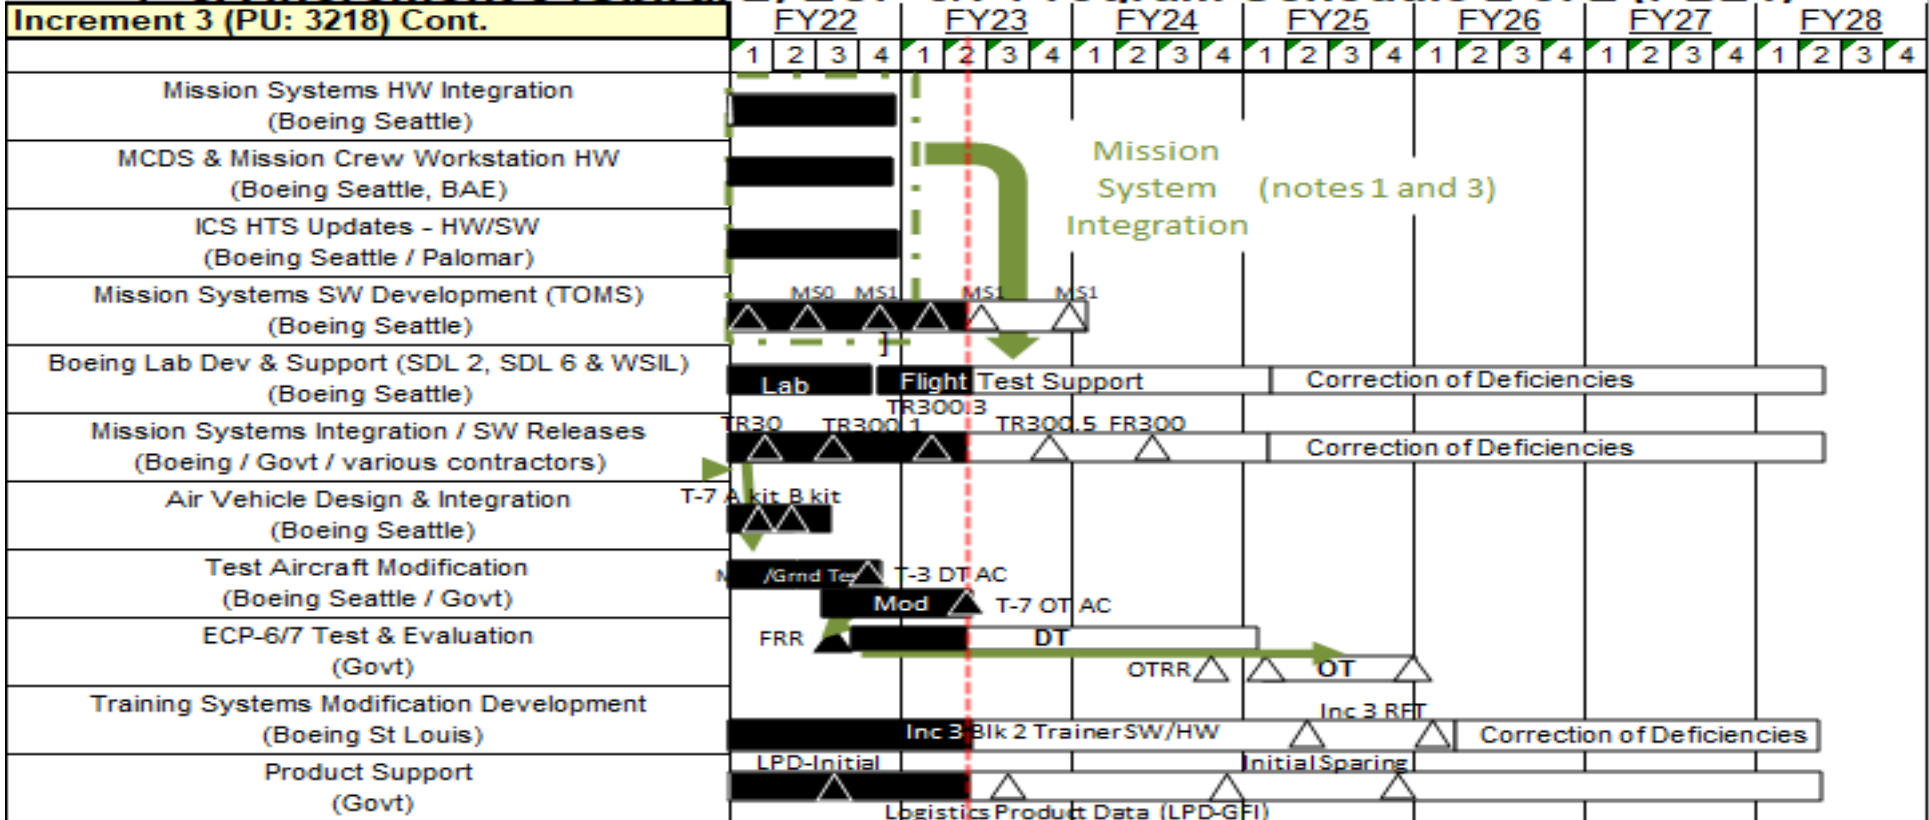 Increment 3 (PU: 3218) Cont.
FY22 FY23 FY24 FY25 FY26 FY27 FY28
1 2 3 4 1 2 3 4 1 2 3 4 1 2 3 4 1 2 3 4 1 2 3 4 1 2 3 4
Mission Systems HW Integration
(Boeing Seattle)
MCDS & Mission Crew Workstation HW
(Boeing Seattle, BAE)
Mission
System (notes 1 and 3)
Integration
ICS HTS Updates - HW/SW
(Boeing Seattle / Palomar)
Mission Systems SW Development (TOMS)
(Boeing Seattle)
MS0 MS1 MS1 MS1
]
Boeing Lab Dev & Support (SDL 2, SDL 6 & WSIL)
(Boeing Seattle)
Lab Flight Test Support Correction of Deficiencies
TR300.3
Mission Systems Integration / SW Releases
(Boeing / Govt / various contractors)
TR30 TR300.1 TR300.5 FR300
Correction of Deficiencies
Air Vehicle Design & Integration
(Boeing Seattle)
T-7 A kit B kit
Test Aircraft Modification
(Boeing Seattle / Govt)
/Grnd Te T-3 DT AC
Mod T-7 OT AC
ECP-6/7 Test & Evaluation
(Govt)
FRR DT
OTRR OT
Training Systems Modification Development
(Boeing St Louis)
Inc 3 RFT
Inc 3 Blk 2 Trainer SW/HW Correction of Deficiencies
Product Support
(Govt)
LPD-Initial Initial Sparing
Logistics Product Data (LPD-GFI)